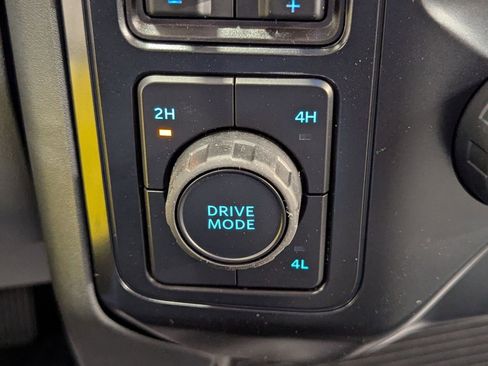 - +
2H 4H
DRIVE
MODE
4L